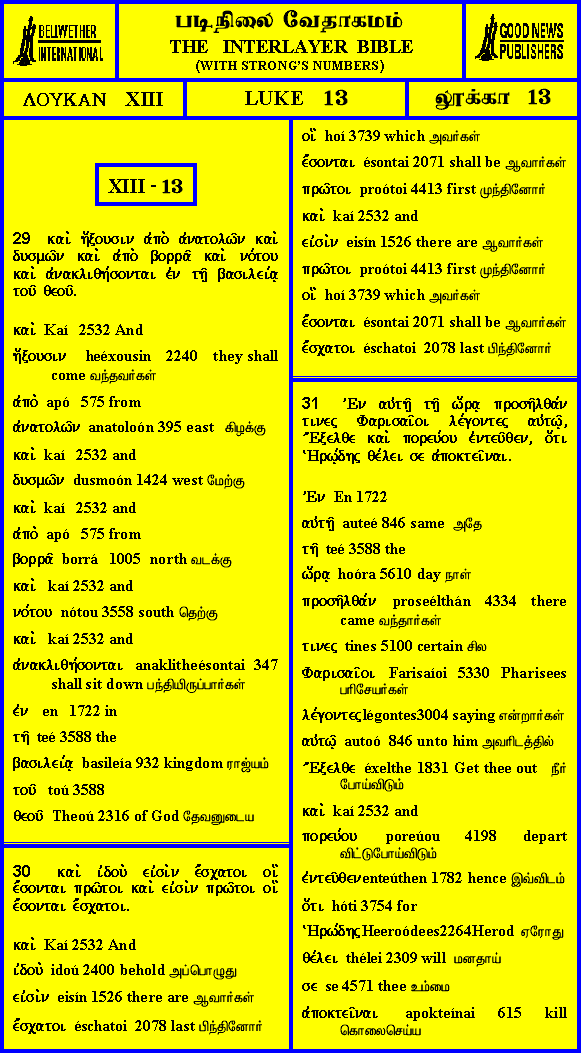 BELLWETHER
INTERNATIONAL
படிநிலை வேதாகமம்
THE INTERLAYER BIBLE
(WITH STRONG'S NUMBERS)
GOOD NEWS
PUBLISHERS
ΛΟΥΚΑΝ XIII
LUKE 13
லூக்கா 13
XIII - 13
29 καὶ ἥξουσιν ἀπὸ ἀνατολῶν καὶ
δυσμῶν καὶ ἀπὸ βορρᾶ καὶ νότου
καὶ ἀνακλιθήσονται ἐν τῇ βασιλείᾳ
τοῦ θεοῦ.
καὶ Kaí 2532 And
ἥξουσιν heéxousin 2240 they shall
come வந்தவர்கள்
ἀπὸ apó 575 from
ἀνατολῶν anatoloón 395 east கிழக்கு
καὶ kaí 2532 and
δυσμῶν dusmoón 1424 west மேற்கு
καὶ kaí 2532 and
ἀπὸ apó 575 from
βορρᾶ borrá 1005 north வடக்கு
καὶ kaí 2532 and
νότου nótou 3558 south தெற்கு
καὶ kaí 2532 and
ἀνακλιθήσονται anaklitheésontai 347
shall sit down பந்தியிருப்பார்கள்
ἐν en 1722 in
τῇ teé 3588 the
βασιλείᾳ basileía 932 kingdom ராஜ்யம்
τοῦ toú 3588
θεοῦ Theoú 2316 of God தேவனுடைய
30 καὶ ἰδοὺ εἰσὶν ἔσχατοι οἳ
ἔσονται πρῶτοι καὶ εἰσὶν πρῶτοι οἳ
ἔσονται ἔσχατοι.
καὶ Kaí 2532 And
ἰδοὺ idoú 2400 behold அப்பொழுது
εἰσὶν eisín 1526 there are ஆவார்கள்
ἔσχατοι éschatoi 2078 last பிந்தினோர்
οἳ hoí 3739 which அவர்கள்
ἔσονται ésontai 2071 shall be ஆவார்கள்
πρῶτοι proótoi 4413 first முந்தினோர்
καὶ kaí 2532 and
εἰσὶν eisín 1526 there are ஆவார்கள்
πρῶτοι proótoi 4413 first முந்தினோர்
οἳ hoí 3739 which அவர்கள்
ἔσονται ésontai 2071 shall be ஆவார்கள்
ἔσχατοι éschatoi 2078 last பிந்தினோர்
31 Ἐν αὐτῇ τῇ ὥρᾳ προσῆλθάν
τινες Φαρισαῖοι λέγοντες αὐτῷ,
Ἔξελθε καὶ πορεύου ἐντεῦθεν, ὅτι
Ἡρῴδης θέλει σε ἀποκτεῖναι.
Ἐν En 1722
αὐτῇ auteé 846 same அதே
τῇ teé 3588 the
ὥρᾳ hoóra 5610 day நாள்
προσῆλθάν proseélthán 4334 there
came வந்தார்கள்
τινες tines 5100 certain சில
Φαρισαῖοι Farisaíoi 5330 Pharisees
பரிசேயர்கள்
λέγοντες légontes3004 saying என்றார்கள்
αὐτῷ autoó 846 unto him அவரிடத்தில்
Ἔξελθε éxelthe 1831 Get thee out நீர்
போய்விடும்
καὶ kaí 2532 and
πορεύου poreúou 4198 depart
விட்டுபோய்விடும்
ἐντεῦθεν enteúthen 1782 hence இவ்விடம்
ὅτι hóti 3754 for
Ἡρῴδης Heeroódees2264Herod ஏரோது
θέλει thélei 2309 will மனதாய்
σε se 4571 thee உம்மை
ἀποκτεῖναι apokteínai 615 kill
கொலைசெய்ய